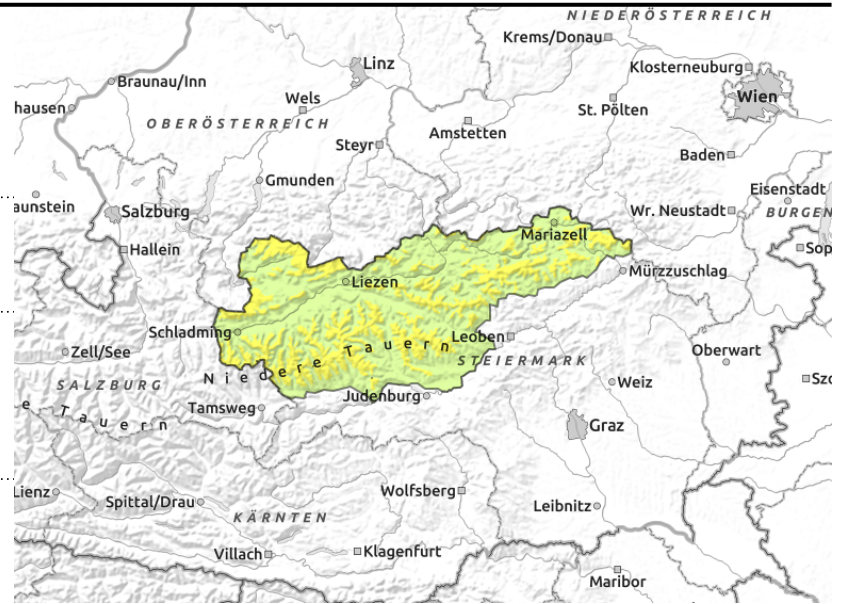 NIEDERÖSTERREICH
Krems/Donau
Linz
Klosterneuburg
Braunau/Inn
Wien
Wels
hausen
St. Pölten
OBERÖSTERREICH
Amstetten
Steyr
Baden
Gmunden
Eisenstadt
aunstein
Salzburg
Wr. Neustadt
BURGEN
Mariazell
Hallein
Sop
Mürzzuschlag
Liezen
Schladming
Leoben
Zell/See
Niedere Tauern
STEIERMARK
Oberwart
SALZBURG
Weiz
Szo
Judenburg
Tamsweg
e Tauern
Graz
Lienz
Wolfsberg
Spittal/Drau
Leibnitz
KÄRNTEN
Villach
Klagenfurt
Maribor